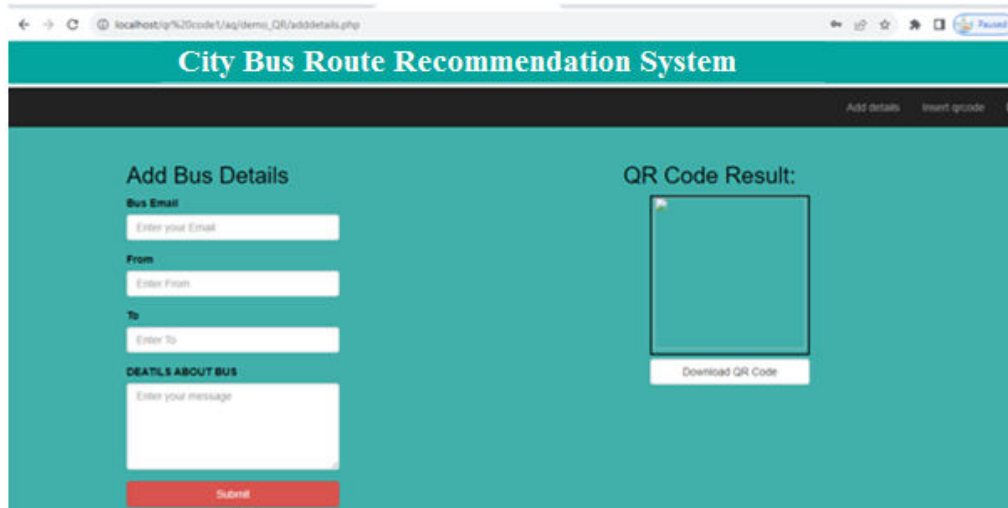 localhost/qr%20code1/aq/demo_QR/adddetails.php
Paused
City Bus Route Recommendation System
Add details Insert qrcode
Add Bus Details
Bus Email
Enter your Email
From
Enter From
To
Enter To
DEATILS ABOUT BUS
Enter your message
Submit
QR Code Result:
Download QR Code